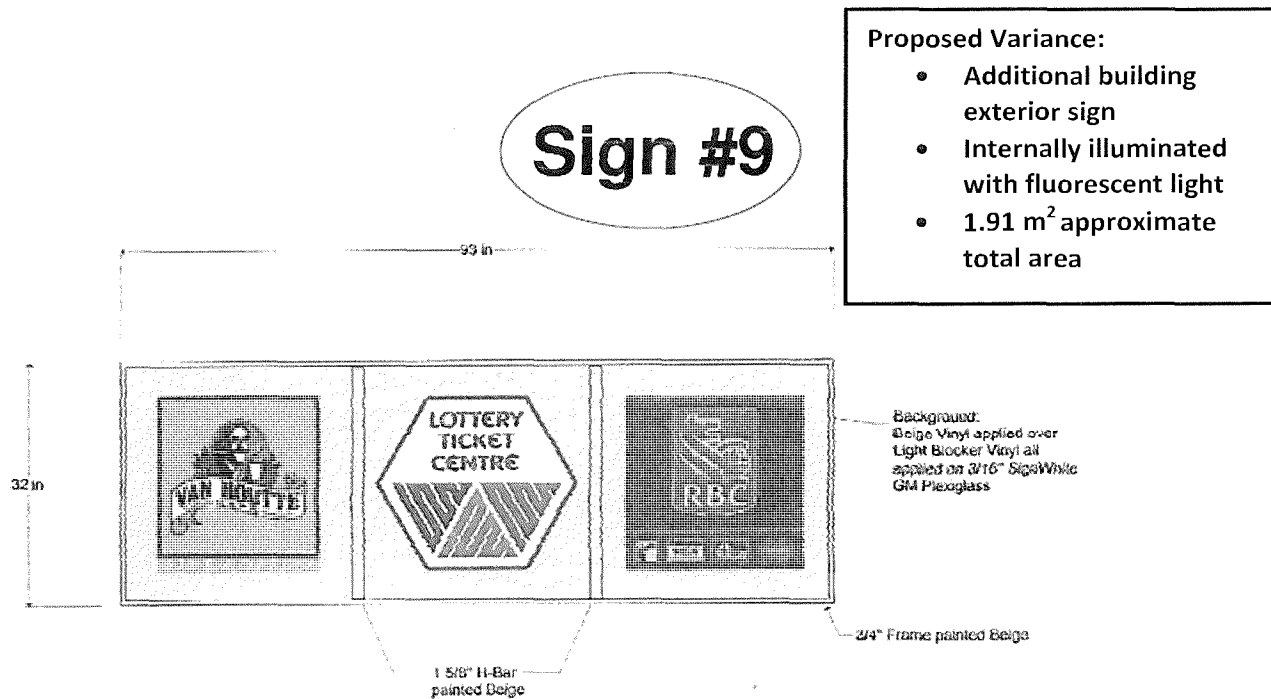 Proposed Variance:
• Additional building
exterior sign
• Internally illuminated
with fluorescent light
• 1.91 m² approximate
total area
Sign #9
93 in
32 in
VAN HOUTTE
LOTTERY
TICKET
CENTRE
RBC
Background:
Beige Vinyl applied over
Light Blocker Vinyl all
applied on 3/16" SignWhite
GM Plexiglass
3/4" Frame painted Beige
1 5/8" H-Bar
painted Beige